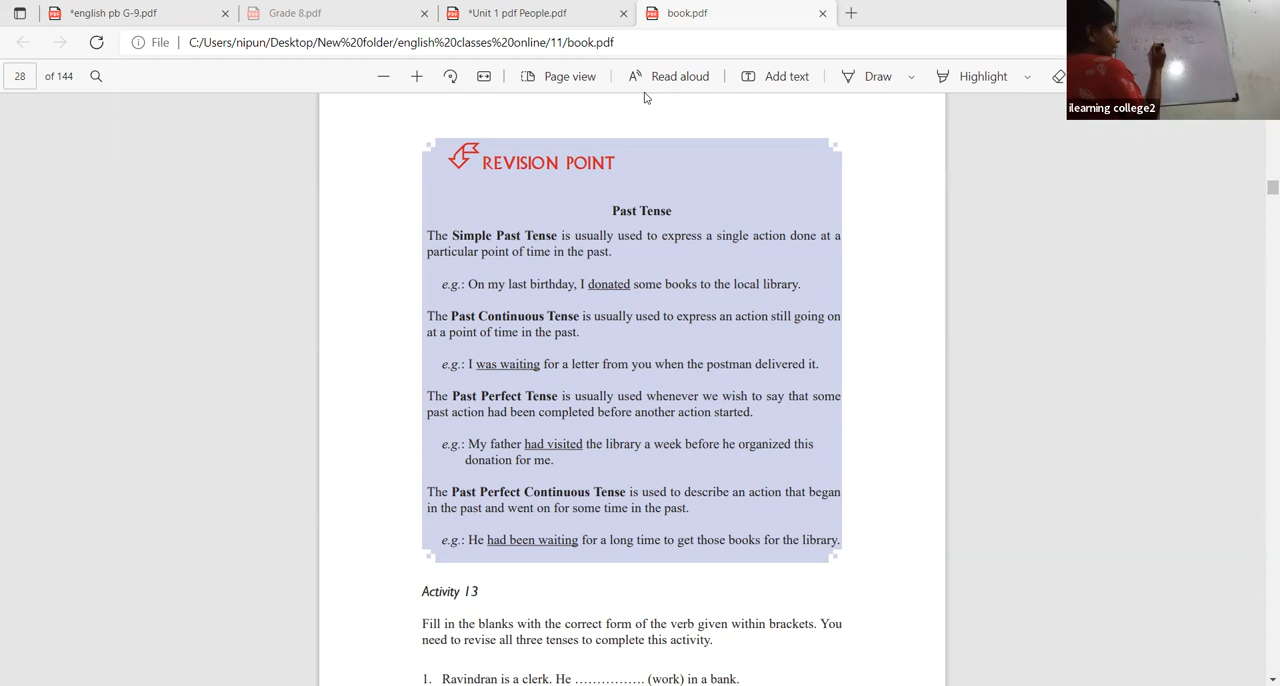 *english pb G-9.pdf
Grade 8.pdf
*Unit 1 pdf People.pdf
book.pdf
File | C:/Users/nipun/Desktop/New%20folder/english%20classes%20online/11/book.pdf
28 of 144
Page view
Read aloud
Add text
Draw
Highlight
ilearning college2
REVISION POINT
Past Tense
The Simple Past Tense is usually used to express a single action done at a
particular point of time in the past.
e.g.: On my last birthday, I donated some books to the local library.
The Past Continuous Tense is usually used to express an action still going on
at a point of time in the past.
e.g.: I was waiting for a letter from you when the postman delivered it.
The Past Perfect Tense is usually used whenever we wish to say that some
past action had been completed before another action started.
e.g.: My father had visited the library a week before he organized this
donation for me.
The Past Perfect Continuous Tense is used to describe an action that began
in the past and went on for some time in the past.
e.g.: He had been waiting for a long time to get those books for the library.
Activity 13
Fill in the blanks with the correct form of the verb given within brackets. You
need to revise all three tenses to complete this activity.
1. Ravindran is a clerk. He ……………. (work) in a bank.